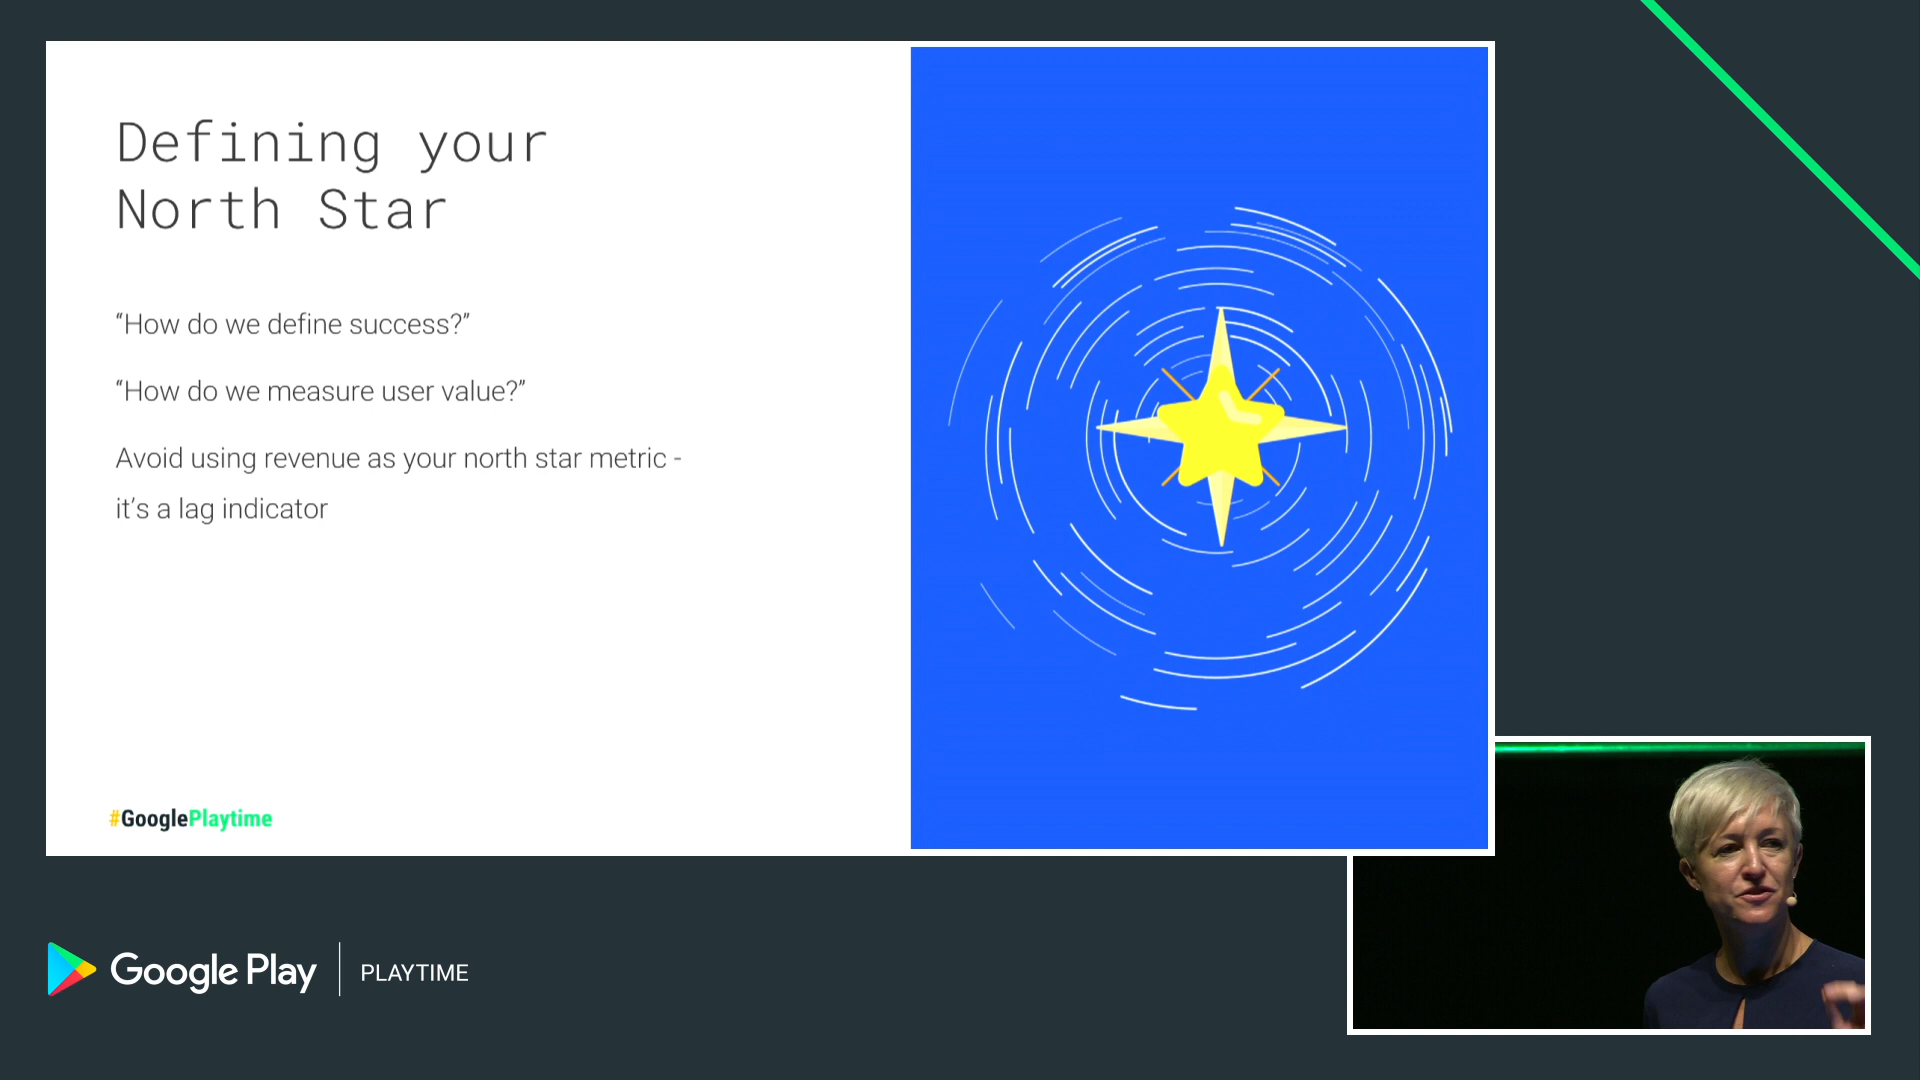 Defining your
North Star
“How do we define success?”
“How do we measure user value?”
Avoid using revenue as your north star metric -
it’s a lag indicator
#GooglePlaytime
Google Play | PLAYTIME